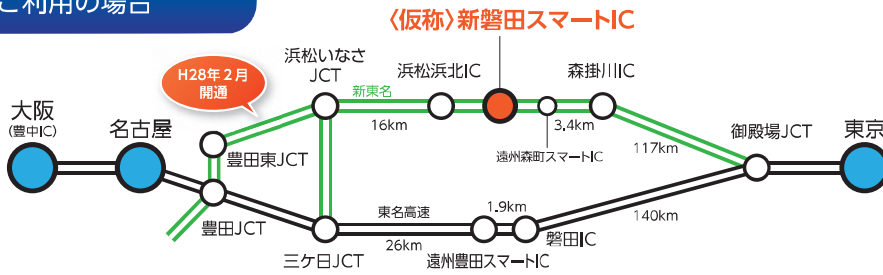 ご利用の場合
〈仮称〉新磐田スマートIC
H28年2月
開通
浜松いなさ
JCT
浜松浜北IC
森掛川IC
新東名
16km
3.4km
遠州森町スマートIC
117km
大阪
(豊中IC)
名古屋
豊田東JCT
御殿場JCT
東京
豊田JCT
三ケ日JCT
東名高速
26km
1.9km
遠州豊田スマートIC
磐田IC
140km